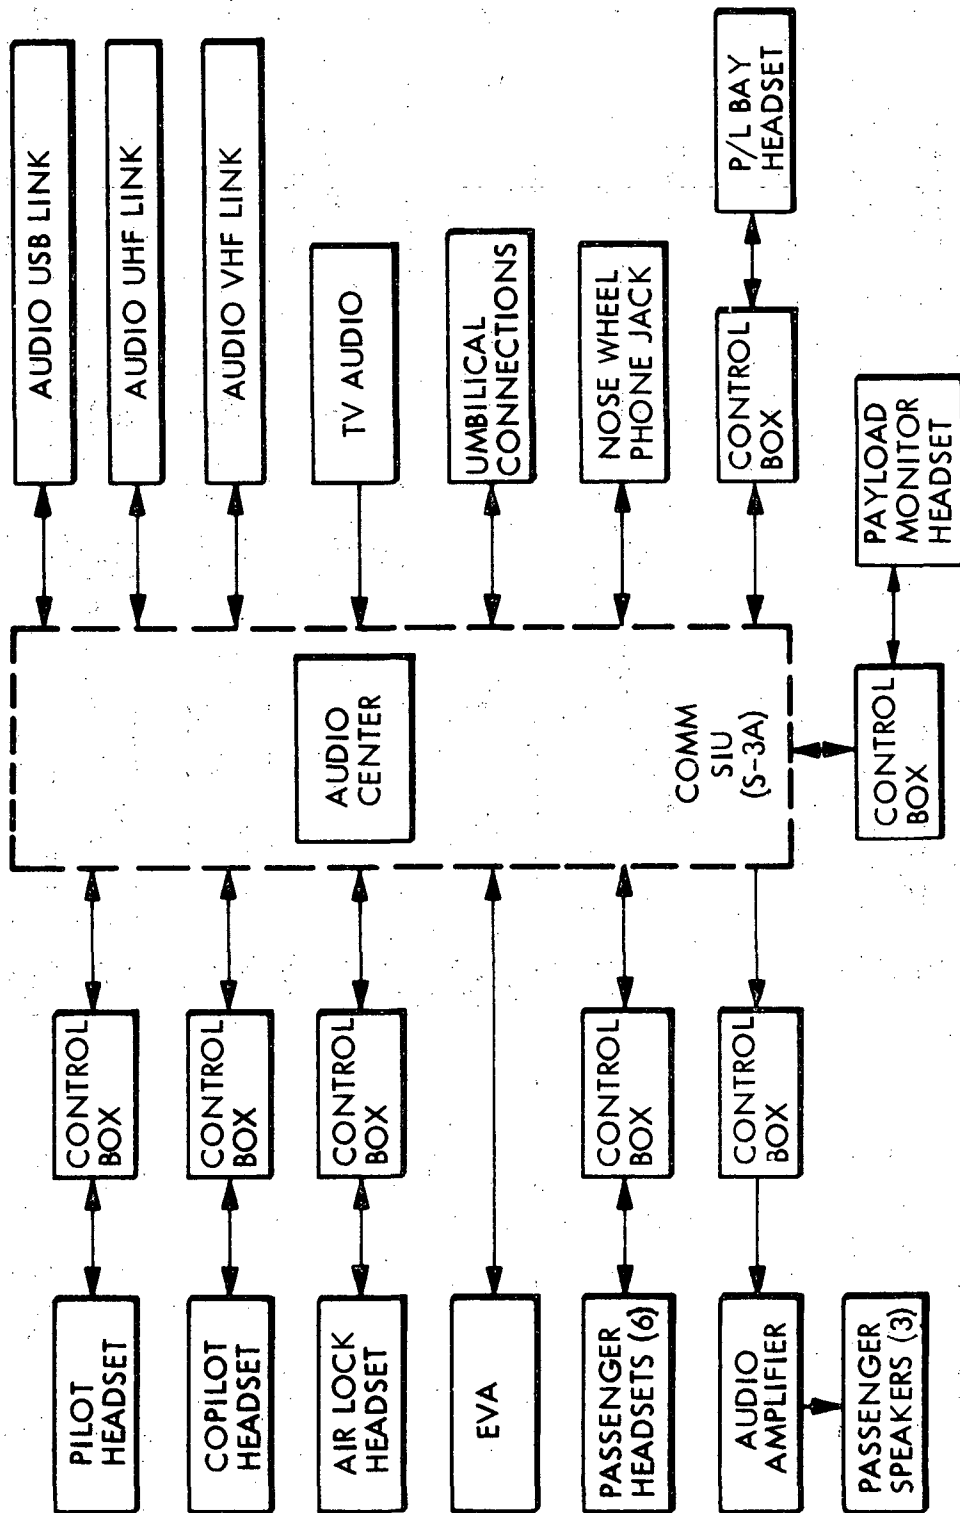 PILOT
HEADSET
CONTROL
BOX
AUDIO USB LINK
COPILOT
HEADSET
CONTROL
BOX
AUDIO UHF LINK
AUDIO VHF LINK
AIR LOCK
HEADSET
CONTROL
BOX
AUDIO
CENTER
TV AUDIO
EVA
UMBILICAL
CONNECTIONS
PASSENGER
HEADSETS (6)
CONTROL
BOX
NOSE WHEEL
PHONE JACK
COMM
SIU
(S-3A)
AUDIO
AMPLIFIER
CONTROL
BOX
CONTROL
BOX
P/L BAY
HEADSET
PASSENGER
SPEAKERS (3)
CONTROL
BOX
PAYLOAD
MONITOR
HEADSET